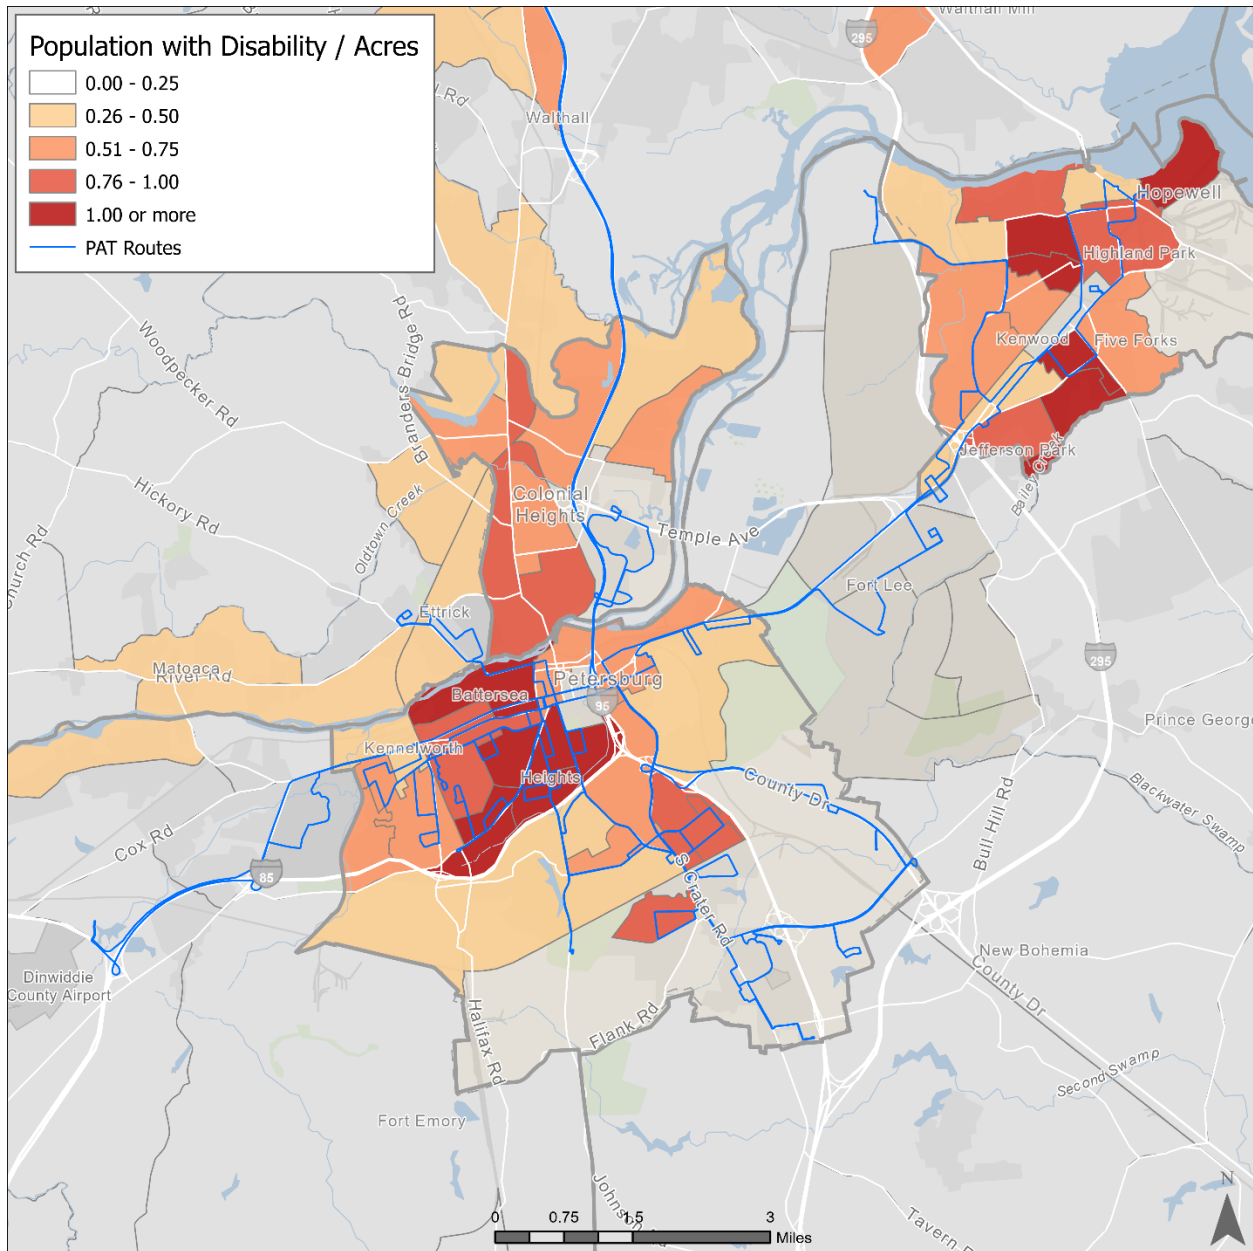 Population with Disability / Acres
0.00 - 0.25
0.26 - 0.50
0.51 - 0.75
0.76 - 1.00
1.00 or more
PAT Routes
Walthall Mill
295
Rd
Walthall
Hopewell
Highland Park
Kenwood
Five Forks
Branders Bridge Rd
Woodpecker Rd
Jefferson Park
Bailey Creek
Hickory Rd
Colonial
Heights
Temple Ave
Oldtown Creek
Church Rd
Fort Lee
Ettrick
295
Matoaca
River Rd
Battersea
Petersburg
95
Prince George
Kennelworth
Heights
County Dr
Bull Hill Rd
Blackwater Swamp
Cox Rd
85
S Crater Rd
New Bohemia
Dinwiddie
County Airport
County Dr
Halifax Rd
Flank Rd
Second Swamp
Fort Emory
Johnson
N
0 0.75 1.5 3
Miles
Tavern